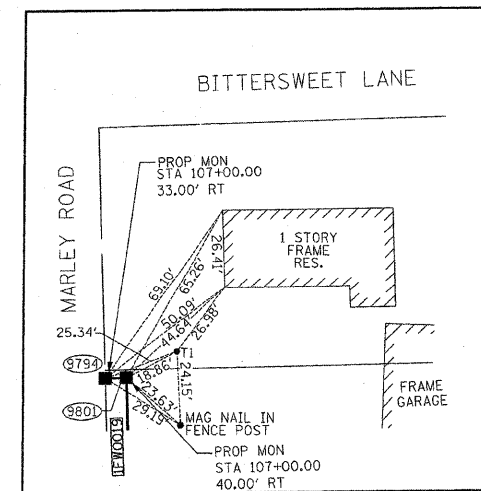 BITTERSWEET LANE
MARLEY ROAD
PROP MON
STA 107+00.00
33.00' RT
1 STORY
FRAME
RES.
26.41'
69.10'
65.26'
50.09'
44.64'
26.98'
25.34'
T1
18.86'
24.15'
9794
23.63'
29.19'
9801
FRAME
GARAGE
MAG NAIL IN
FENCE POST
1FW0019
PROP MON
STA 107+00.00
40.00' RT